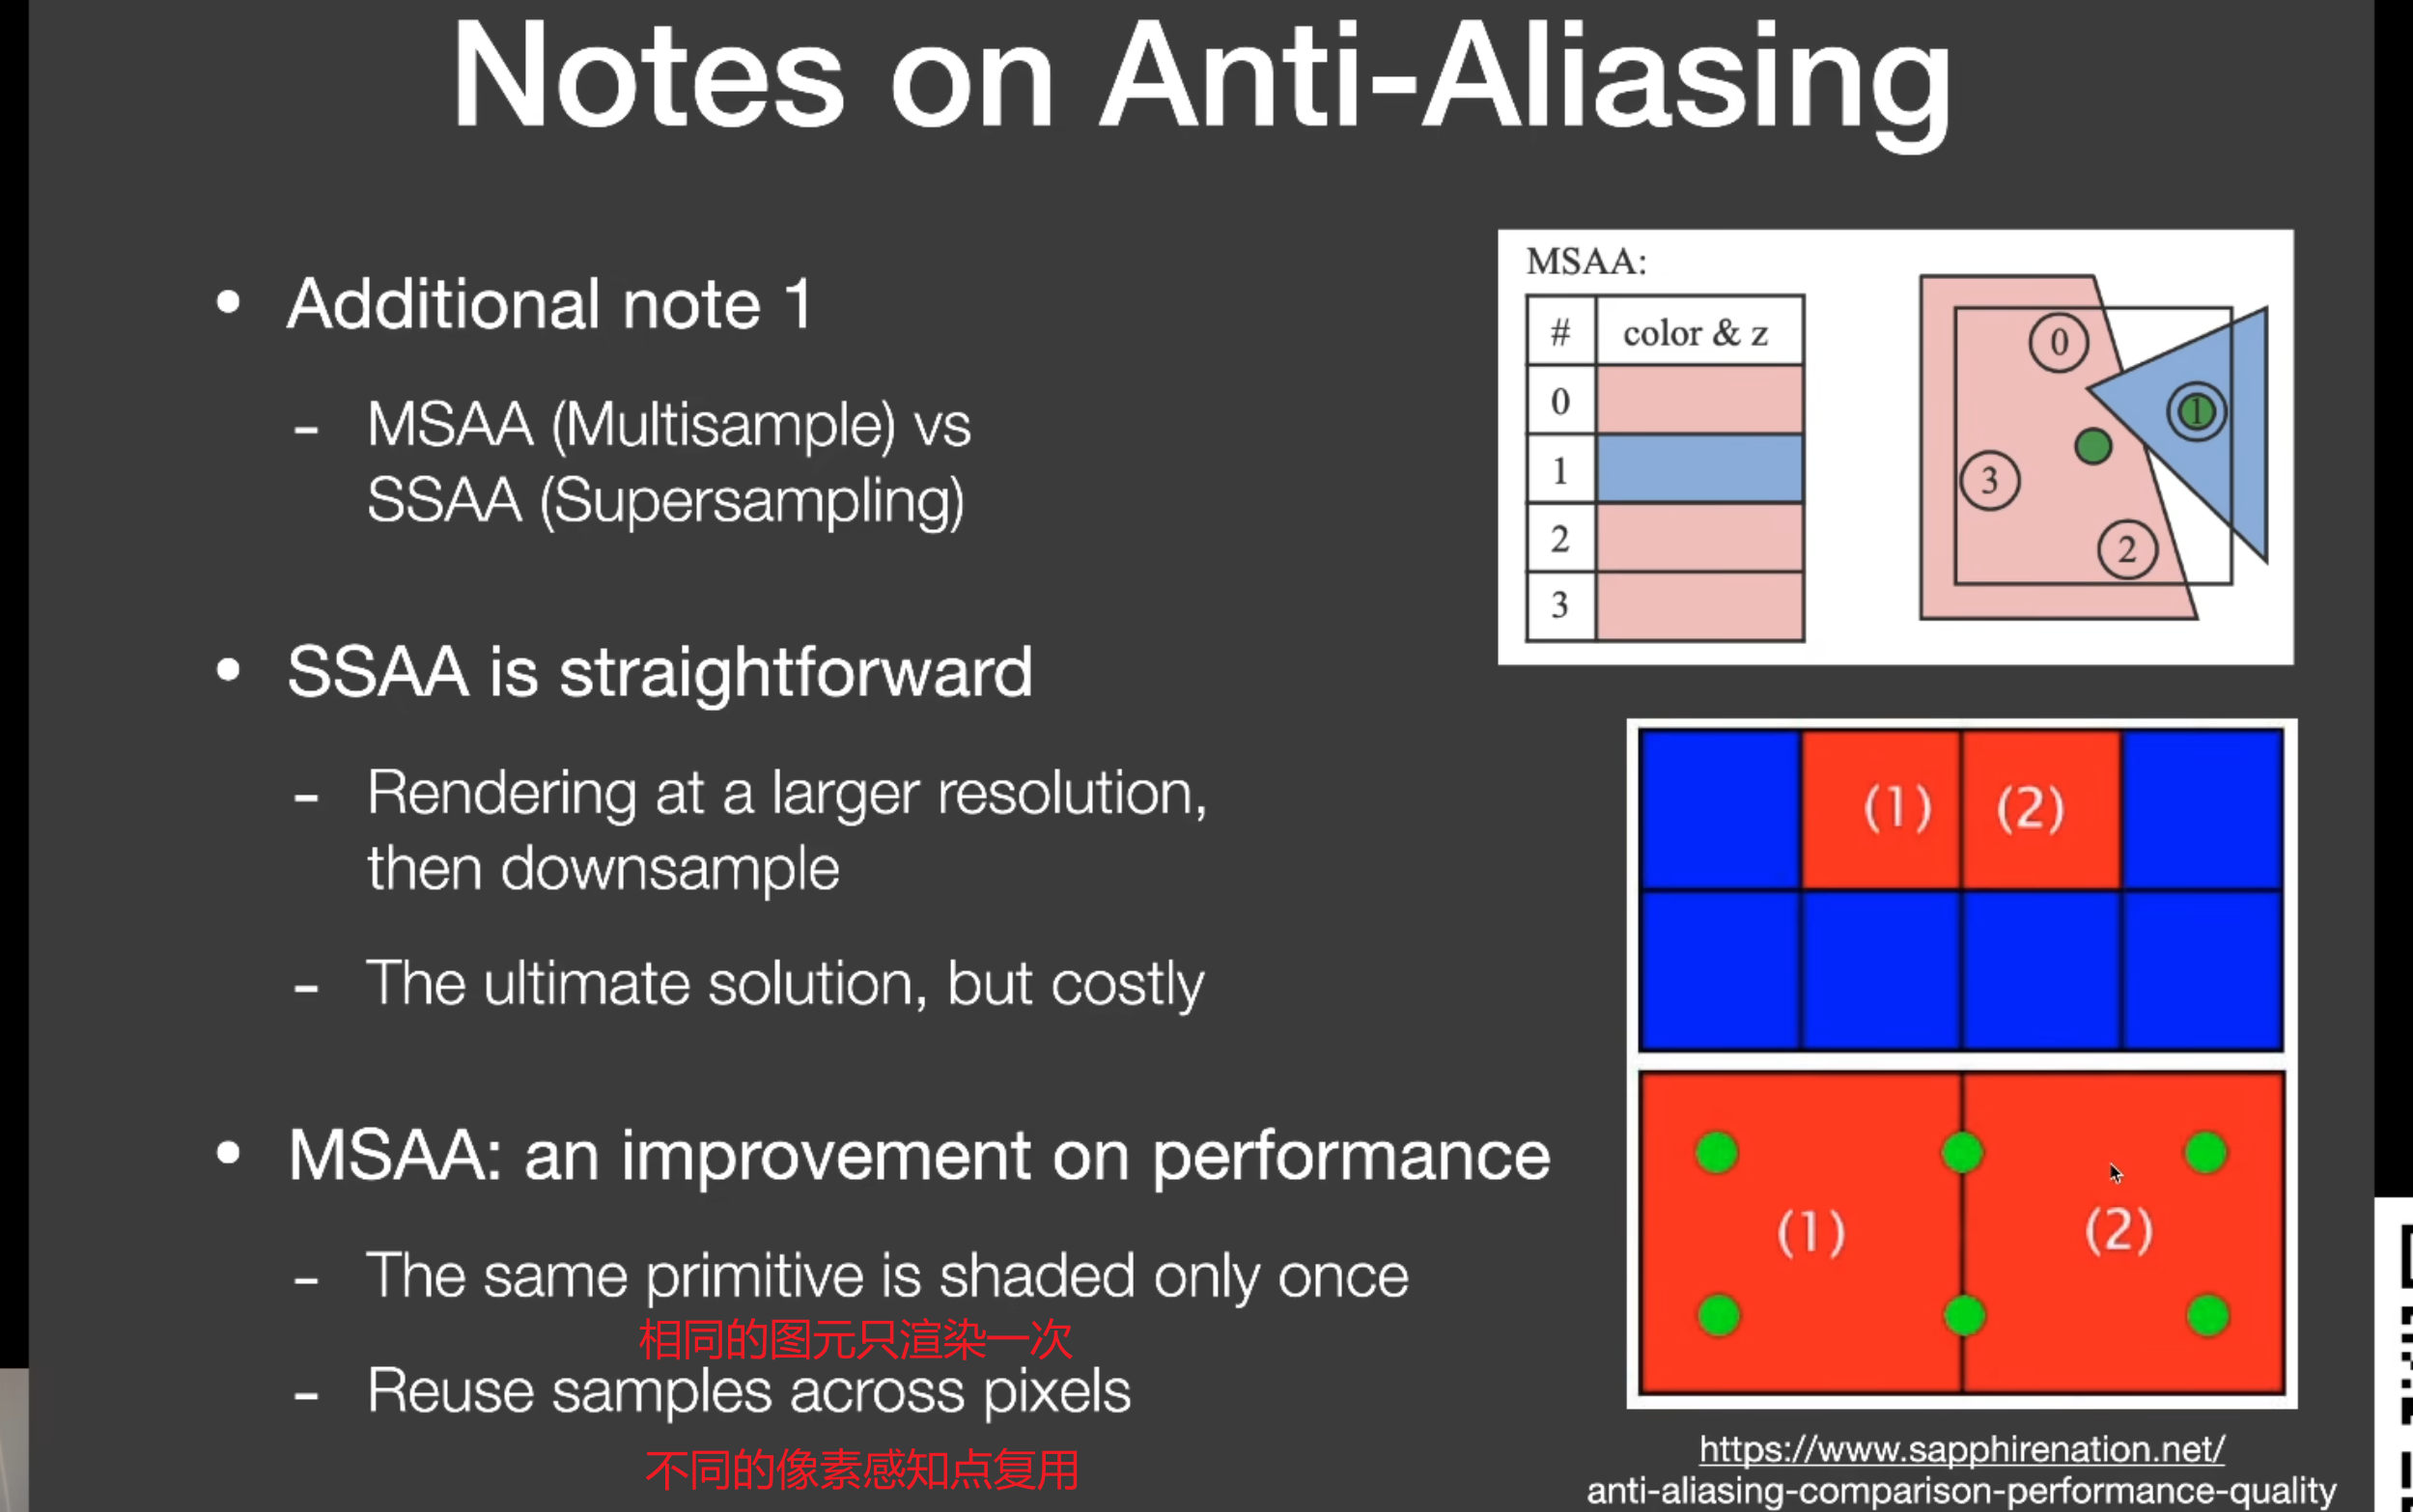 Notes on Anti-Aliasing
• Additional note 1
- MSAA (Multisample) vs
SSAA (Supersampling)
• SSAA is straightforward
- Rendering at a larger resolution,
then downsample
- The ultimate solution, but costly
• MSAA: an improvement on performance
- The same primitive is shaded only once
相同的图元只渲染一次
- Reuse samples across pixels
不同的像素感知点复用
MSAA:
# color & z
0
1
2
3
0
1
3
2
(1) (2)
(1) (2)
https://www.sapphirenation.net/
anti-aliasing-comparison-performance-quality